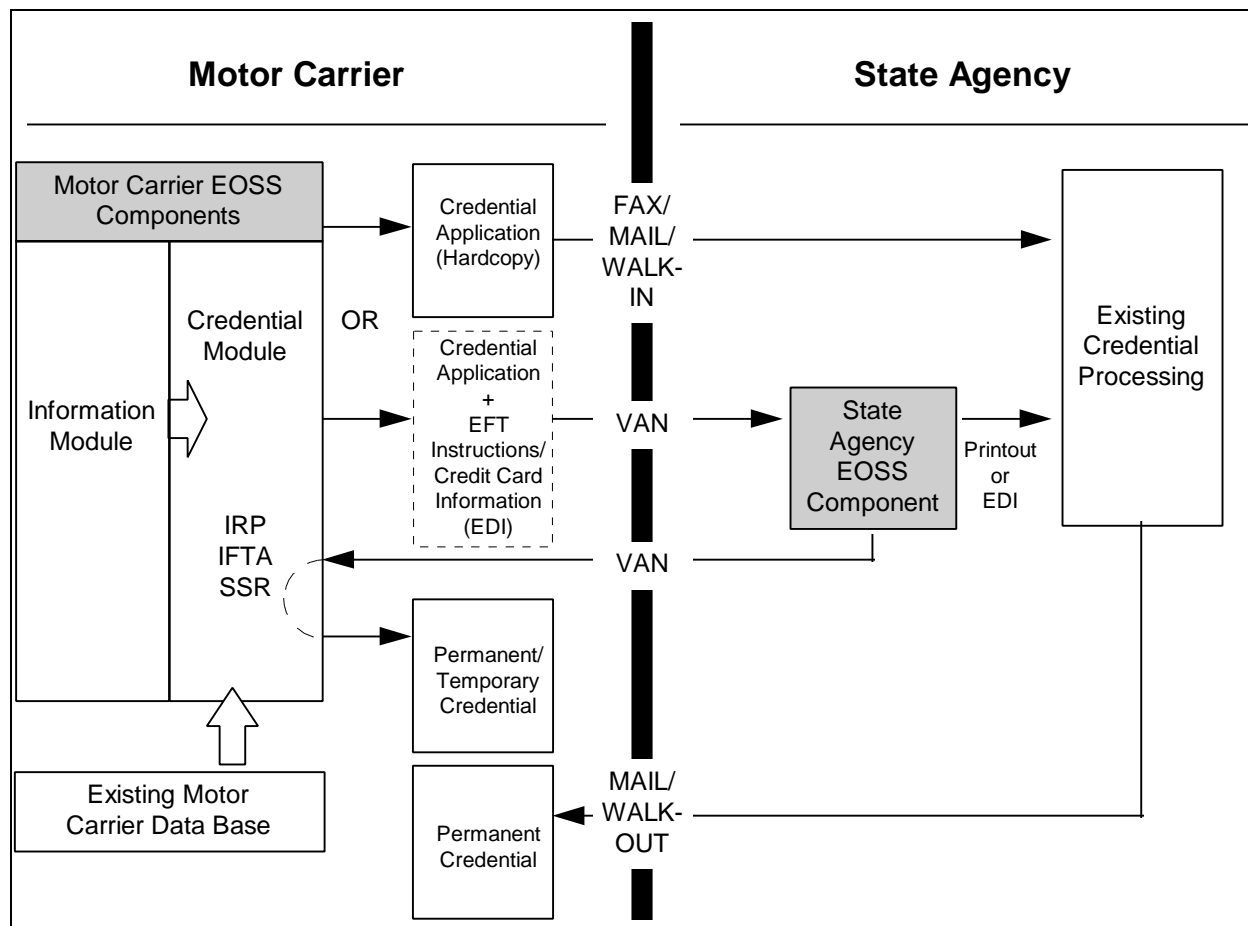 Motor Carrier
State Agency
Motor Carrier EOSS
Components
Credential
Application
(Hardcopy)
FAX/
MAIL/
WALK-
IN
Existing
Credential
Processing
Information
Module
Credential
Module
OR
Credential
Application
+
EFT
Instructions/
Credit Card
Information
(EDI)
VAN
State
Agency
EOSS
Component
Printout
or
EDI
IRP
IFTA
SSR
VAN
Permanent/
Temporary
Credential
Existing Motor
Carrier Data Base
Permanent
Credential
MAIL/
WALK-
OUT